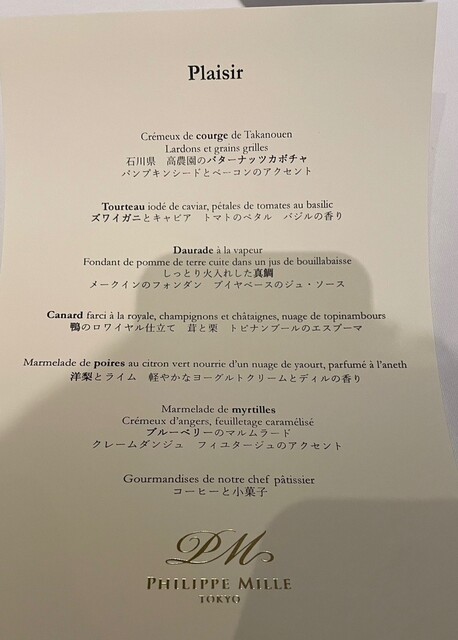 Plaisir
Crémeux de courge de Takanouen
Lardons et grains grilles
石川県　高農園のバターナッツカボチャ
パンプキンシードとベーコンのアクセント
Tourteau iodé de caviar, pétales de tomates au basilic
ズワイガニとキャビア　トマトのペタル　バジルの香り
Daurade à la vapeur
Fondant de pomme de terre cuite dans un jus de bouillabaisse
しっとり火入れした真鯛
メークインのフォンダン　ブイヤベースのジュ・ソース
Canard farci à la royale, champignons et châtaignes, nuage de topinambours
鴨のロワイヤル仕立て　茸と栗　トピナンブールのエスプーマ
Marmelade de poires au citron vert nourrie d'un nuage de yaourt, parfumé à l'aneth
洋梨とライム　軽やかなヨーグルトクリームとディルの香り
Marmelade de myrtilles
Crémeux d'angers, feuilletage caramélisé
ブルーベリーのマルムラード
クレームダンジュ　フィユタージュのアクセント
Gourmandises de notre chef pâtissier
コーヒーと小菓子
PM
PHILIPPE MILLE
TOKYO